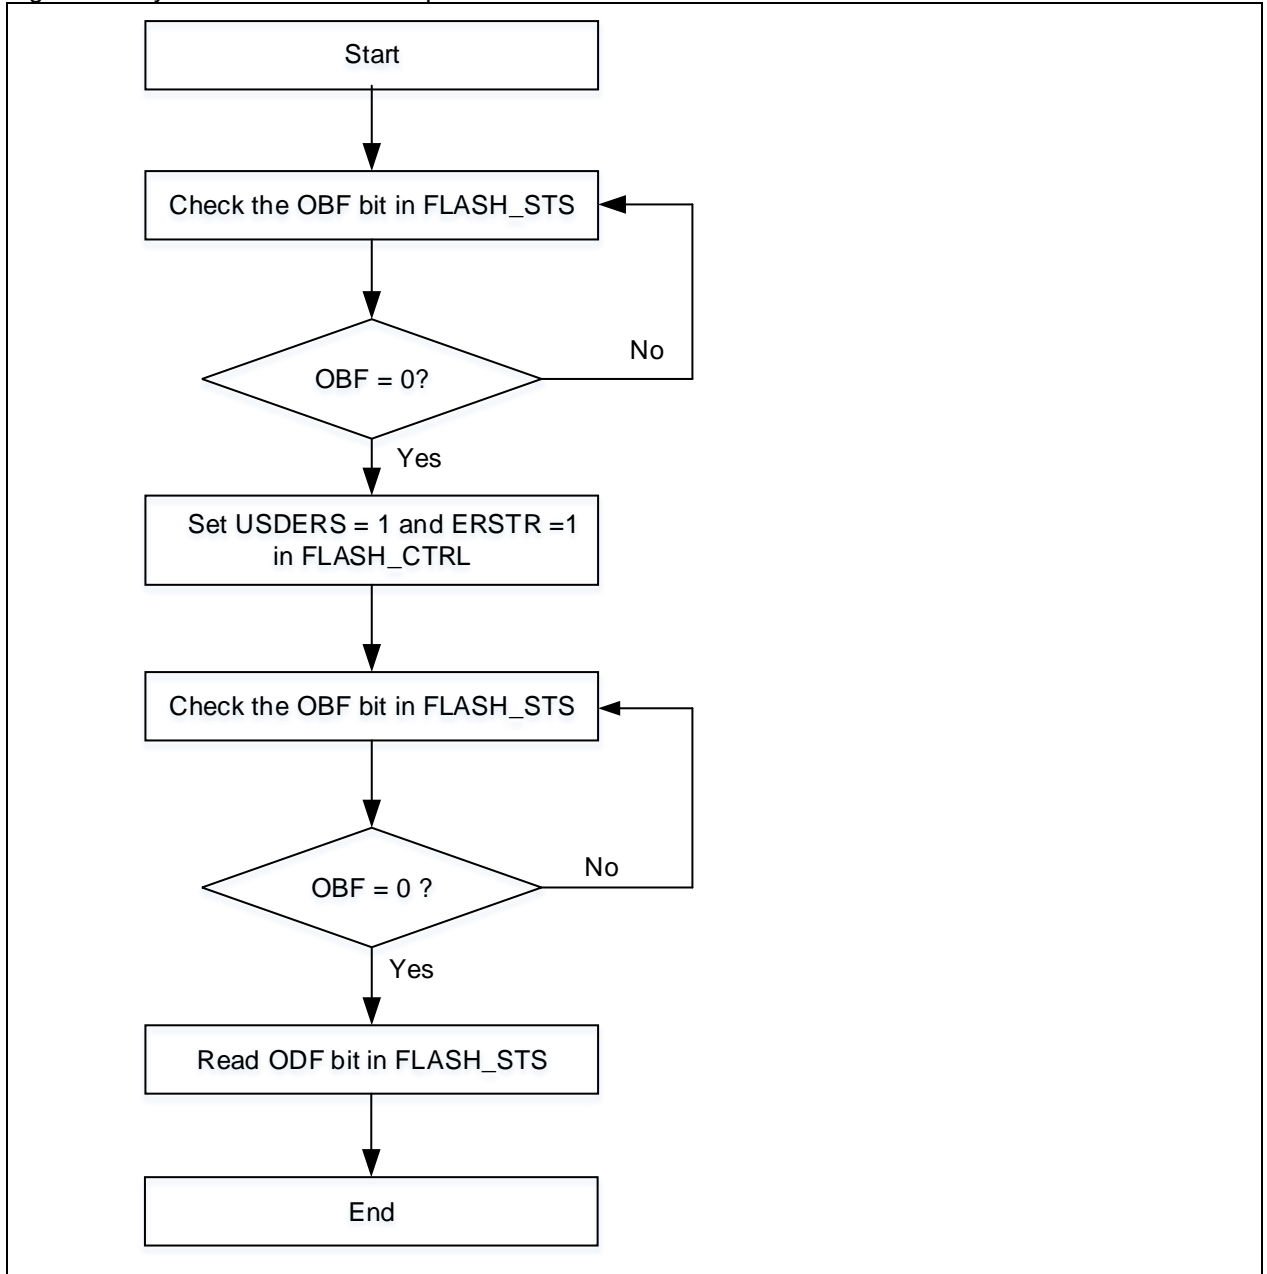 Start
Check the OBF bit in FLASH_STS
No
OBF = 0?
Yes
Set USDERS = 1 and ERSTR =1
in FLASH_CTRL
Check the OBF bit in FLASH_STS
No
OBF = 0 ?
Yes
Read ODF bit in FLASH_STS
End